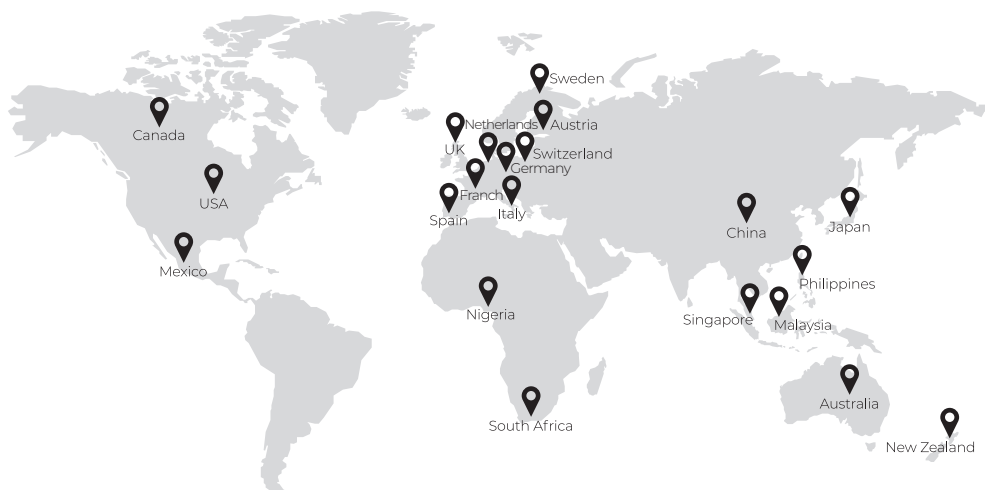 Sweden
Canada
Netherlands
Austria
UK
Switzerland
Germany
USA
Franch
Italy
Spain
China
Japan
Mexico
Philippines
Nigeria
Singapore
Malaysia
Australia
South Africa
New Zealand